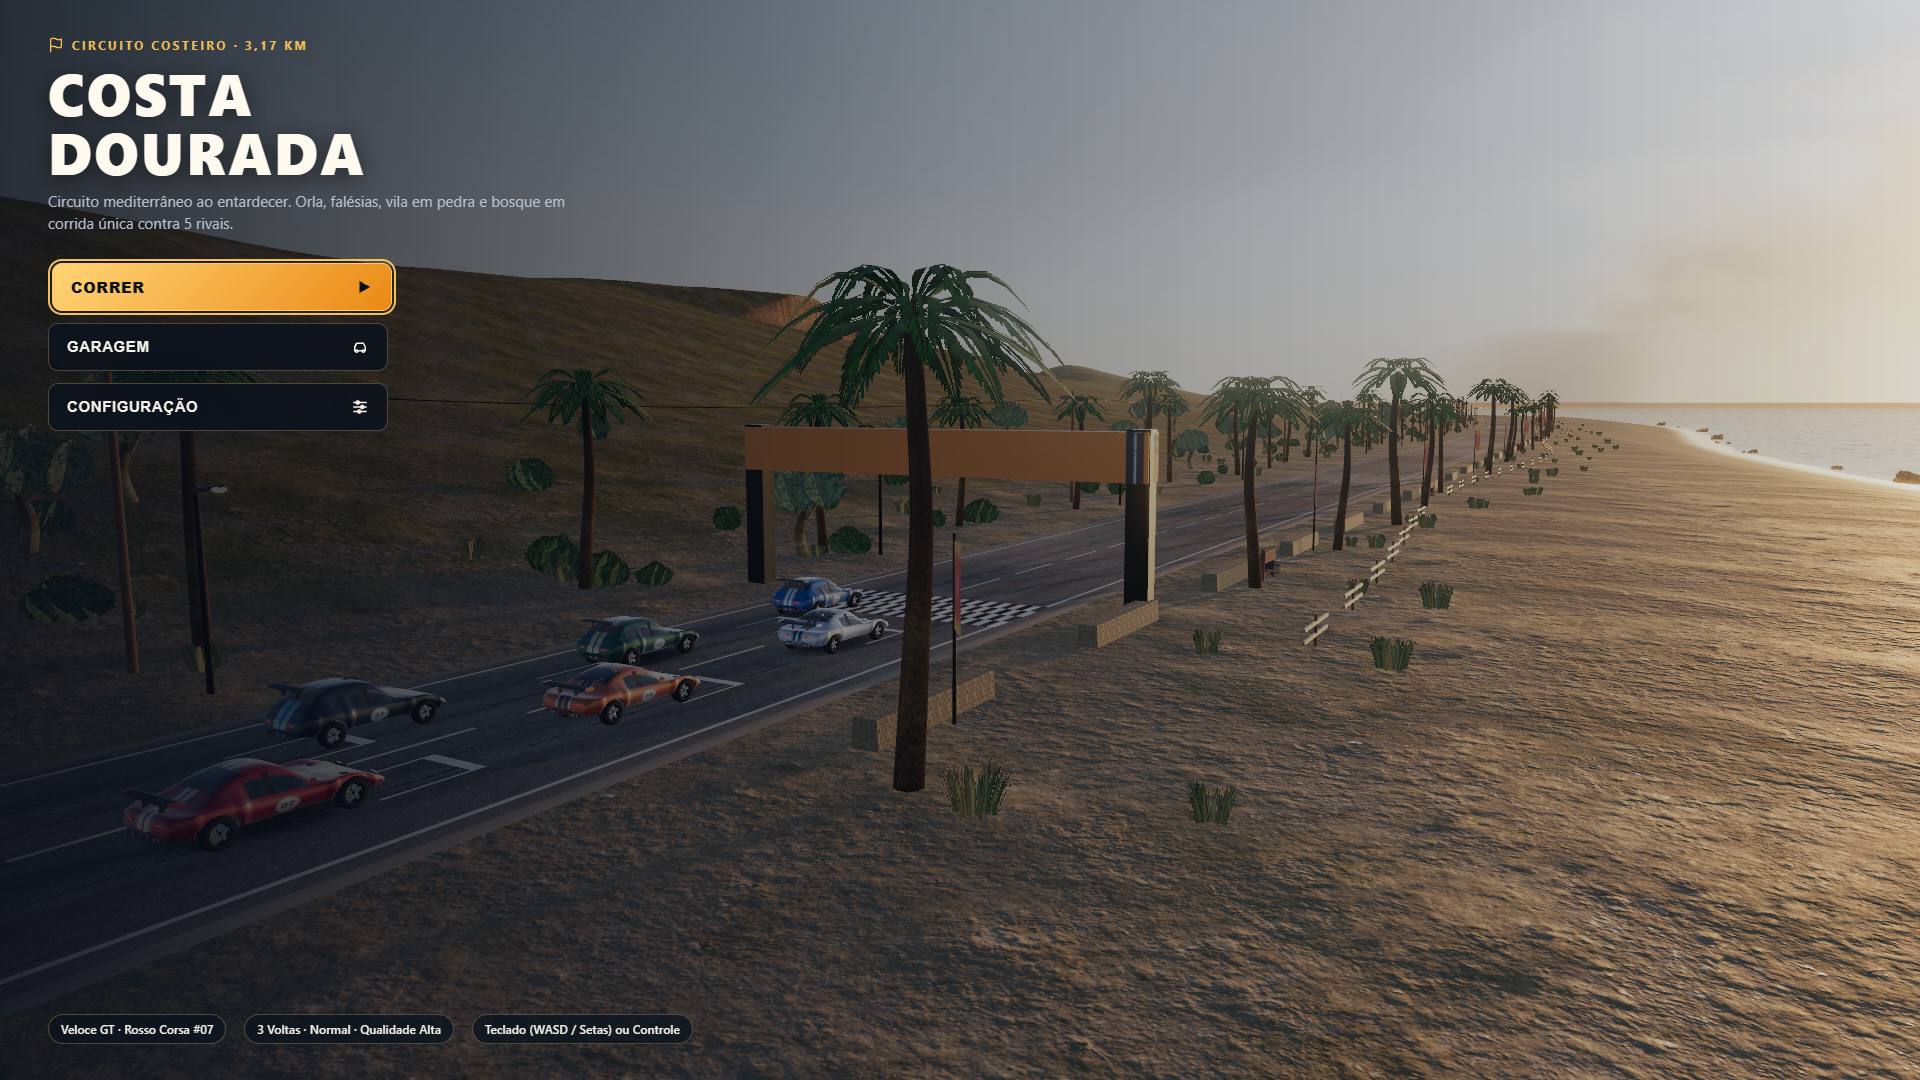 CIRCUITO COSTEIRO · 3,17 KM
COSTA
DOURADA
Circuito mediterrâneo ao entardecer. Orla, falésias, vila em pedra e bosque em
corrida única contra 5 rivais.
CORRER
GARAGEM
CONFIGURAÇÃO
07
Veloce GT · Rosso Corsa #07
3 Voltas · Normal · Qualidade Alta
Teclado (WASD / Setas) ou Controle